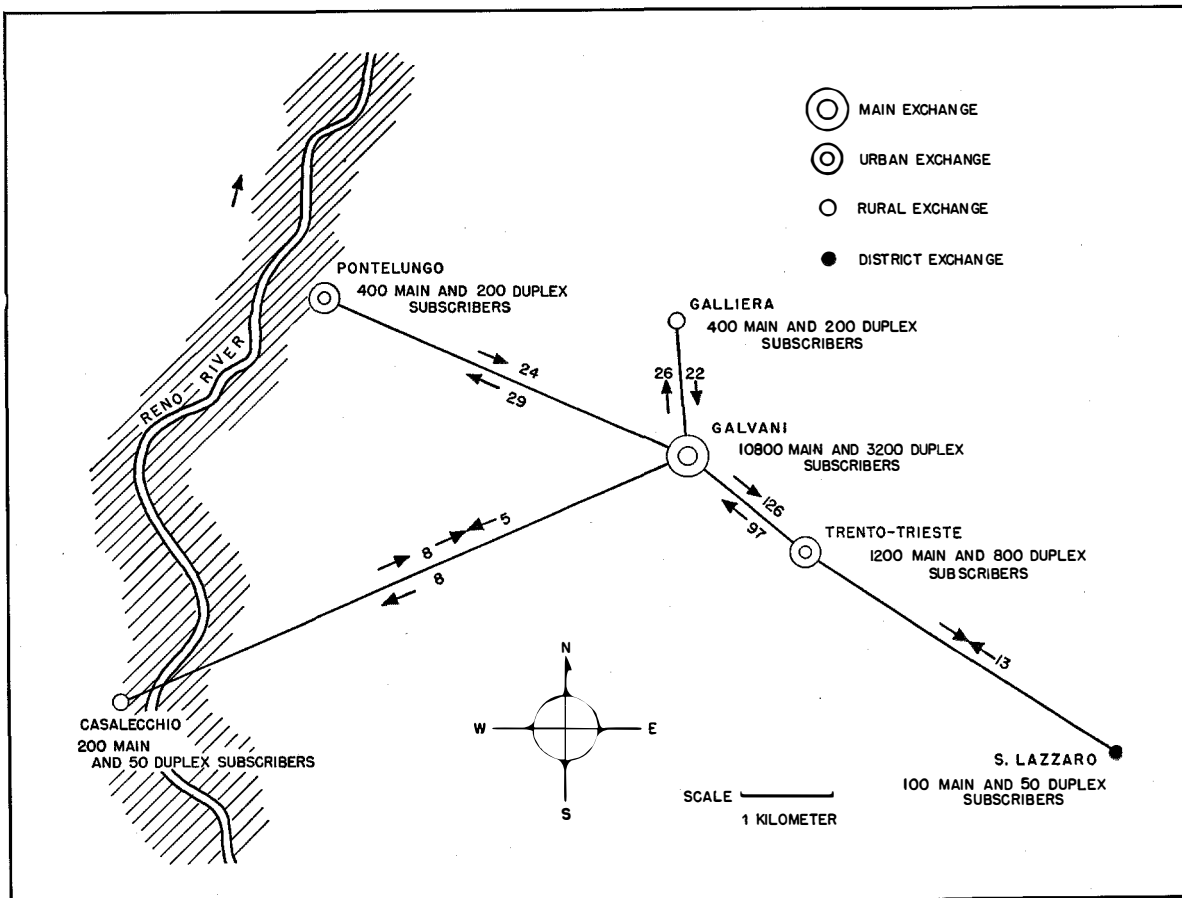 MAIN EXCHANGE
URBAN EXCHANGE
RURAL EXCHANGE
DISTRICT EXCHANGE
PONTELUNGO
400 MAIN AND 200 DUPLEX
SUBSCRIBERS
GALLIERA
400 MAIN AND 200 DUPLEX
SUBSCRIBERS
RENO RIVER
24
29
26 22
GALVANI
10800 MAIN AND 3200 DUPLEX
SUBSCRIBERS
126
97
TRENTO-TRIESTE
1200 MAIN AND 800 DUPLEX
SUBSCRIBERS
8 5
8
13
N
W E
S
CASALECCHIO
200 MAIN
AND 50 DUPLEX SUBSCRIBERS
S. LAZZARO
100 MAIN AND 50 DUPLEX
SUBSCRIBERS
SCALE
1 KILOMETER